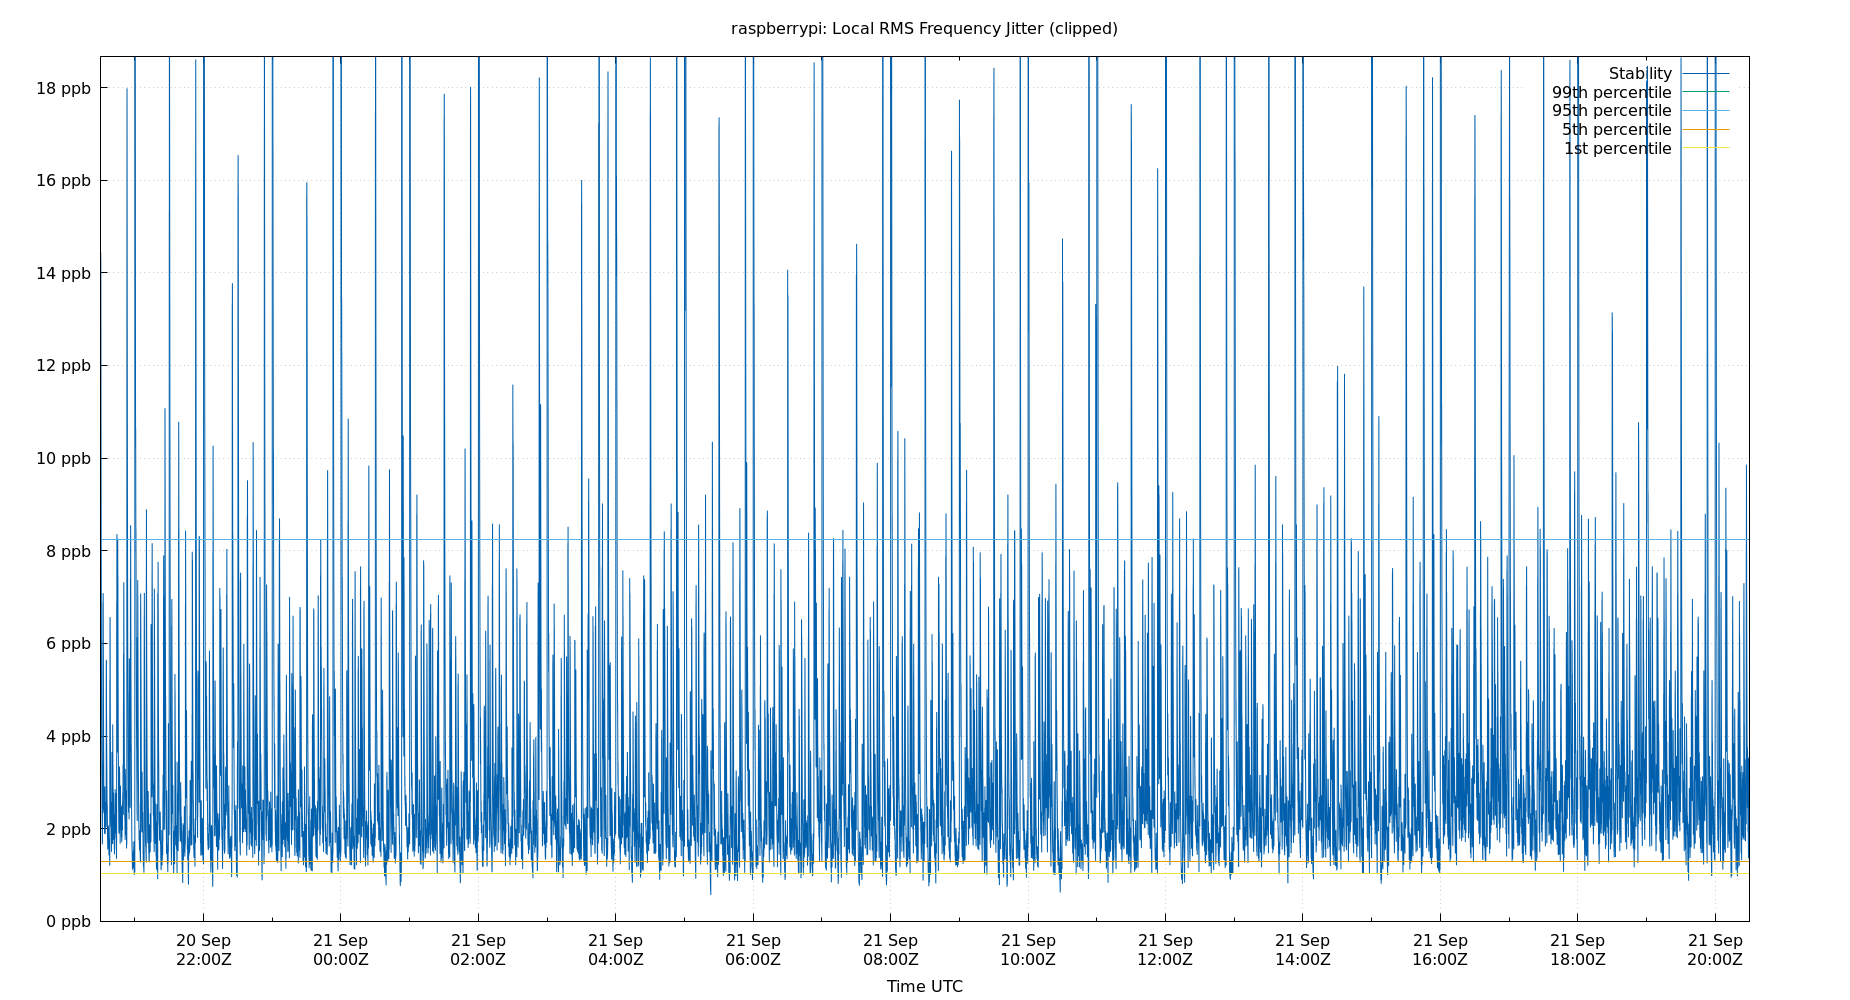 raspberrypi: Local RMS Frequency Jitter (clipped)
Stability
99th percentile
95th percentile
5th percentile
1st percentile
18 ppb
16 ppb
14 ppb
12 ppb
10 ppb
8 ppb
6 ppb
4 ppb
2 ppb
0 ppb
20 Sep 21 Sep 21 Sep 21 Sep 21 Sep 21 Sep 21 Sep 21 Sep 21 Sep 21 Sep 21 Sep 21 Sep
22:00Z 00:00Z 02:00Z 04:00Z 06:00Z 08:00Z 10:00Z 12:00Z 14:00Z 16:00Z 18:00Z 20:00Z
Time UTC